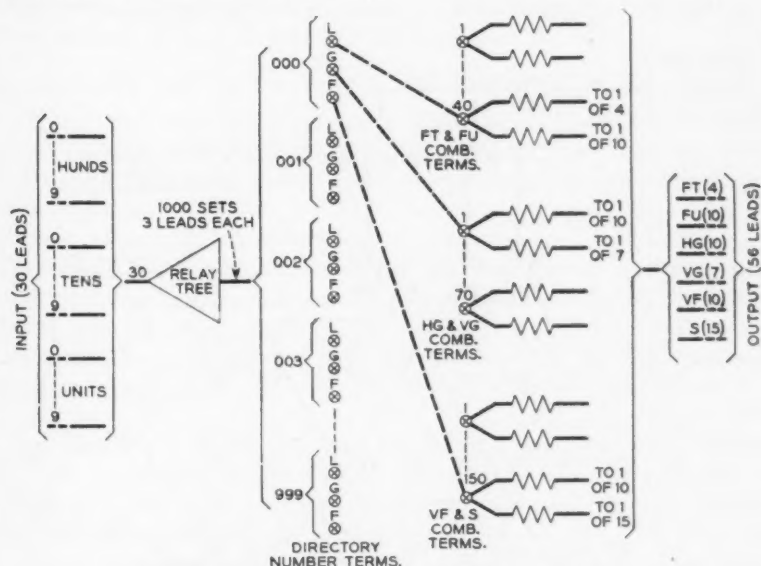 INPUT (30 LEADS)
0
HUNDS
9
0
TENS
9
0
UNITS
9
30
RELAY
TREE
1000 SETS
3 LEADS EACH
000
L
G
F
001
L
G
F
002
L
G
F
003
L
G
F
999
L
G
F
DIRECTORY
NUMBER TERMS.
1
40
FT & FU
COMB.
TERMS.
TO 1
OF 4
TO 1
OF 10
1
TO 1
OF 10
TO 1
OF 7
70
HG & VG
COMB.
TERMS.
1
150
VF & S
COMB.
TERMS.
TO 1
OF 10
TO 1
OF 15
FT(4)
FU(10)
HG(10)
VG(7)
VF(10)
S(15)
OUTPUT (56 LEADS)